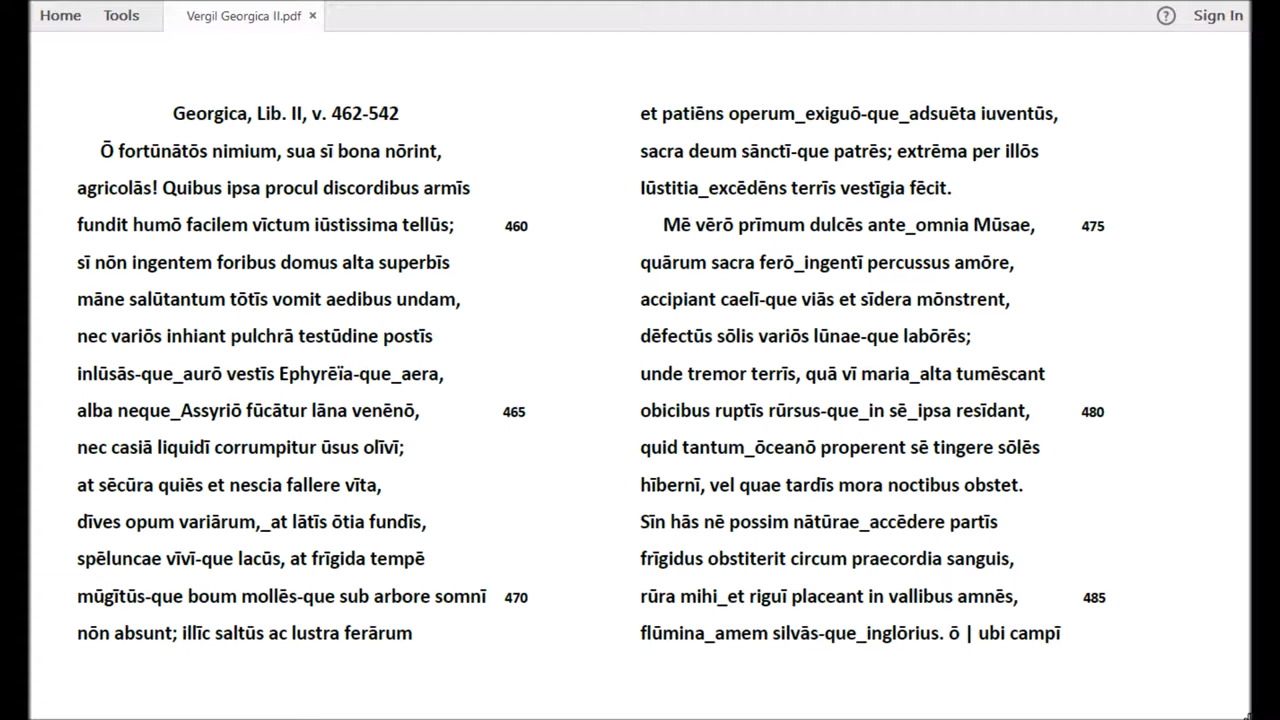 Home Tools Vergil Georgica II.pdf × ? Sign In
Georgica, Lib. II, v. 462-542
Ō fortūnātōs nimium, sua sī bona nōrint,
agricolās! Quibus ipsa procul discordibus armīs
fundit humō facilem vīctum iūstissima tellūs; 460
sī nōn ingentem foribus domus alta superbīs
māne salūtantum tōtīs vomit aedibus undam,
nec variōs inhiant pulchrā testūdine postīs
inlūsās-que_aurō vestīs Ephyrēïa-que_aera,
alba neque_Assyriō fūcātur lāna venēnō, 465
nec casiā liquidī corrumpitur ūsus olīvī;
at sēcūra quiēs et nescia fallere vīta,
dīves opum variārum,_at lātīs ōtia fundīs,
spēluncae vīvī-que lacūs, at frīgida tempē
mūgītūs-que boum mollēs-que sub arbore somnī 470
nōn absunt; illīc saltūs ac lustra ferārum
et patiēns operum_exiguō-que_adsuēta iuventūs,
sacra deum sānctī-que patrēs; extrēma per illōs
Iūstitia_excēdēns terrīs vestīgia fēcit.
Mē vērō prīmum dulcēs ante_omnia Mūsae, 475
quārum sacra ferō_ingentī percussus amōre,
accipiant caelī-que viās et sīdera mōnstrent,
dēfectūs sōlis variōs lūnae-que labōrēs;
unde tremor terrīs, quā vī maria_alta tumēscant
obicibus ruptīs rūrsus-que_in sē_ipsa resīdant, 480
quid tantum_ōceanō properent sē tingere sōlēs
hībernī, vel quae tardīs mora noctibus obstet.
Sīn hās nē possim nātūrae_accēdere partīs
frīgidus obstiterit circum praecordia sanguis,
rūra mihi_et riguī placeant in vallibus amnēs, 485
flūmina_amem silvās-que_inglōrius. ō | ubi campī